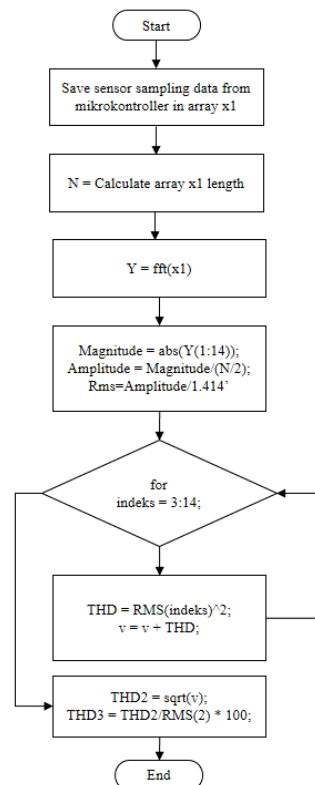 Start
Save sensor sampling data from
mikrokontroller in array x1
N = Calculate array x1 length
Y = fft(x1)
Magnitude = abs(Y(1:14));
Amplitude = Magnitude/(N/2);
Rms=Amplitude/1.414’
for
indeks = 3:14;
THD = RMS(indeks)^2;
v = v + THD;
THD2 = sqrt(v);
THD3 = THD2/RMS(2) * 100;
End